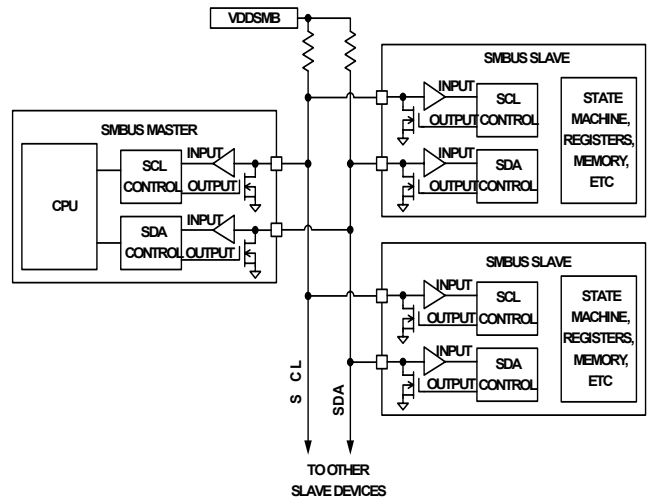 VDDSMB
SMBUS SLAVE
INPUT
SCL
CONTROL
OUTPUT
INPUT
SDA
CONTROL
OUTPUT
STATE
MACHINE,
REGISTERS,
MEMORY,
ETC
SMBUS MASTER
CPU
SCL
CONTROL
INPUT
OUTPUT
SDA
CONTROL
INPUT
OUTPUT
SMBUS SLAVE
INPUT
SCL
CONTROL
OUTPUT
INPUT
SDA
CONTROL
OUTPUT
STATE
MACHINE,
REGISTERS,
MEMORY,
ETC
S CL
SDA
TO OTHER
SLAVE DEVICES